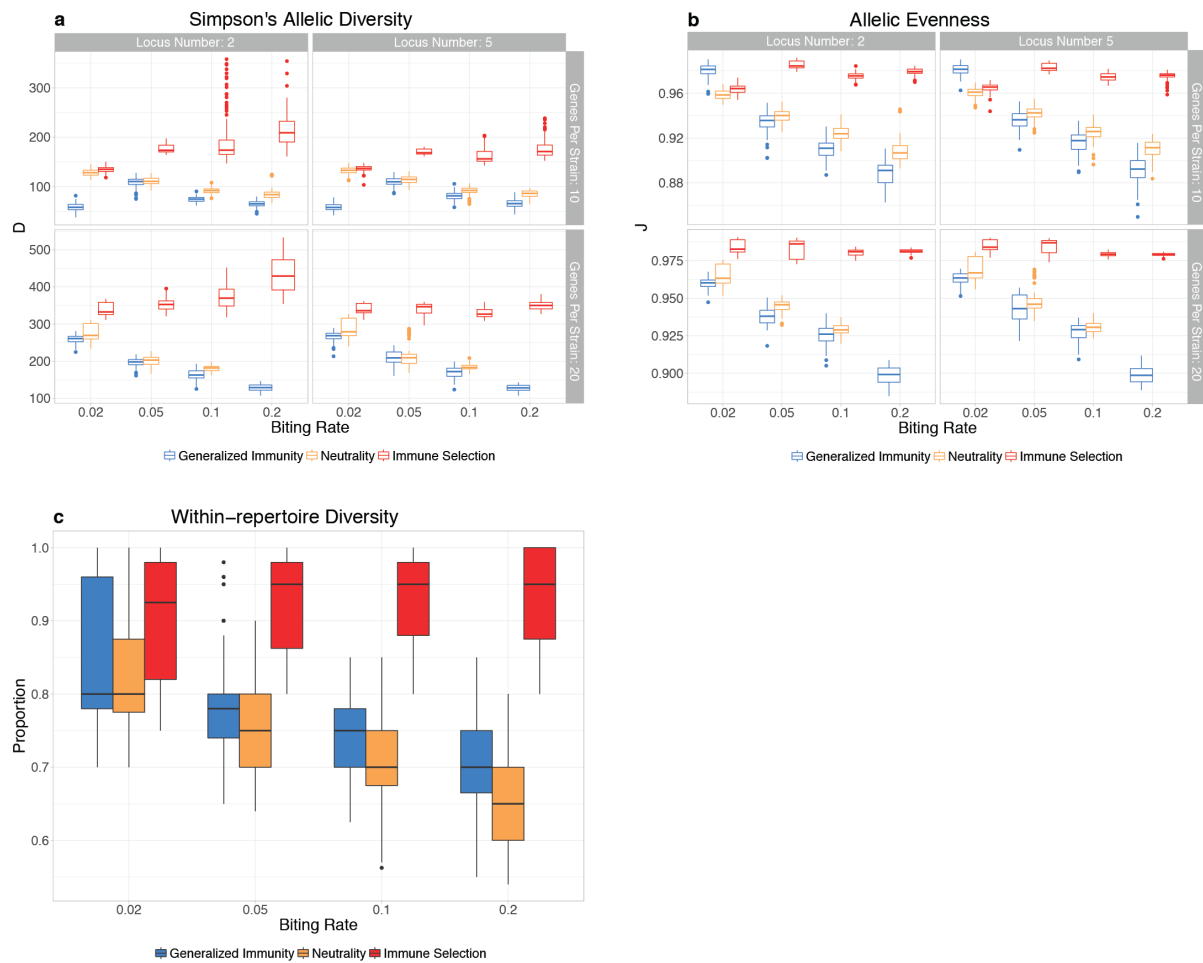 a
Simpson's Allelic Diversity
Locus Number: 2
Locus Number: 5
Genes Per Strain: 10
Genes Per Strain: 20
300
200
100
500
400
300
200
100
D
0.02
0.05
0.1
0.2
0.02
0.05
0.1
0.2
Biting Rate
Generalized Immunity
Neutrality
Immune Selection
b
Allelic Evenness
Locus Number: 2
Locus Number 5
Genes Per Strain: 10
Genes Per Strain: 20
0.96
0.92
0.88
0.975
0.950
0.925
0.900
J
0.02
0.05
0.1
0.2
0.02
0.05
0.1
0.2
Biting Rate
Generalized Immunity
Neutrality
Immune Selection
c
Within−repertoire Diversity
1.0
0.9
0.8
0.7
0.6
Proportion
0.02
0.05
0.1
0.2
Biting Rate
Generalized Immunity
Neutrality
Immune Selection